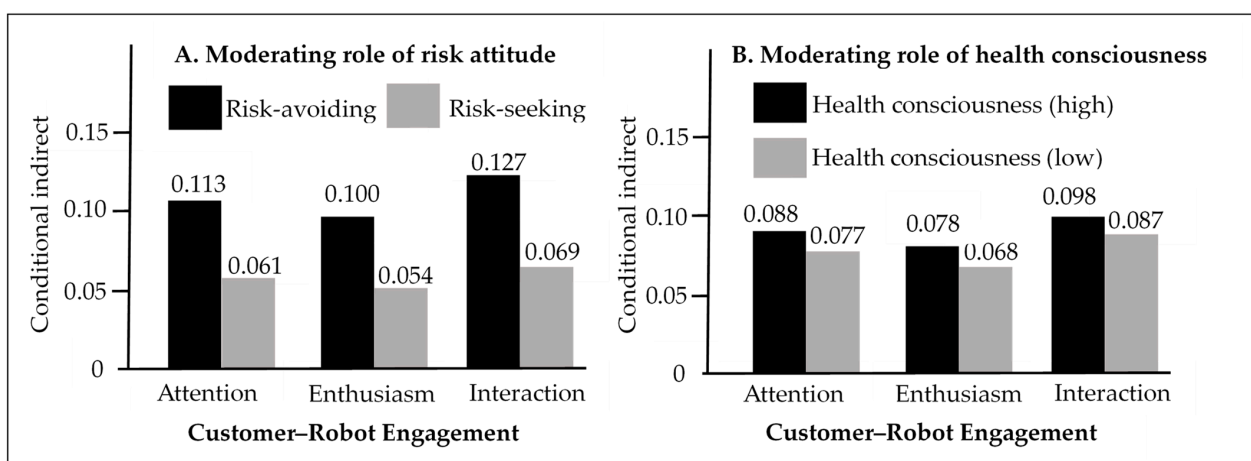 A. Moderating role of risk attitude
Risk-avoiding Risk-seeking
Conditional indirect
0.15
0.10
0.05
0
0.113
0.061
0.100
0.054
0.127
0.069
Attention Enthusiasm Interaction
Customer–Robot Engagement
B. Moderating role of health consciousness
Health consciousness (high)
Health consciousness (low)
Conditional indirect
0.15
0.10
0.05
0
0.088
0.077
0.078
0.068
0.098
0.087
Attention Enthusiasm Interaction
Customer–Robot Engagement